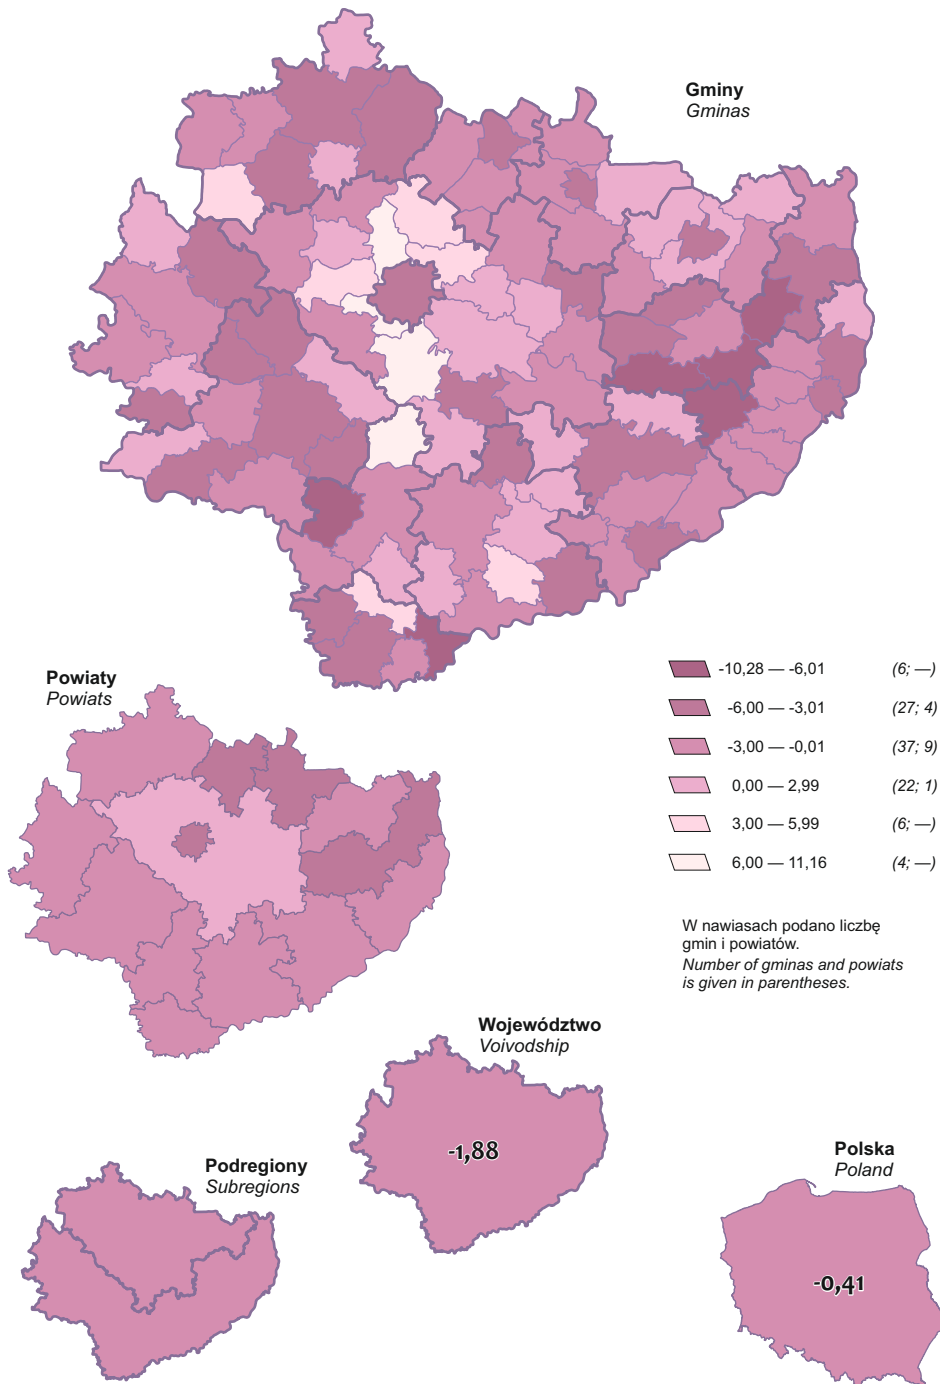 Gminy
Gminas
-10,28 — -6,01 (6; —)
-6,00 — -3,01 (27; 4)
-3,00 — -0,01 (37; 9)
0,00 — 2,99 (22; 1)
3,00 — 5,99 (6; —)
6,00 — 11,16 (4; —)
W nawiasach podano liczbę
gmin i powiatów.
Number of gminas and powiats
is given in parentheses.
Powiaty
Powiats
Województwo
Voivodship
-1,88
Podregiony
Subregions
Polska
Poland
-0,41